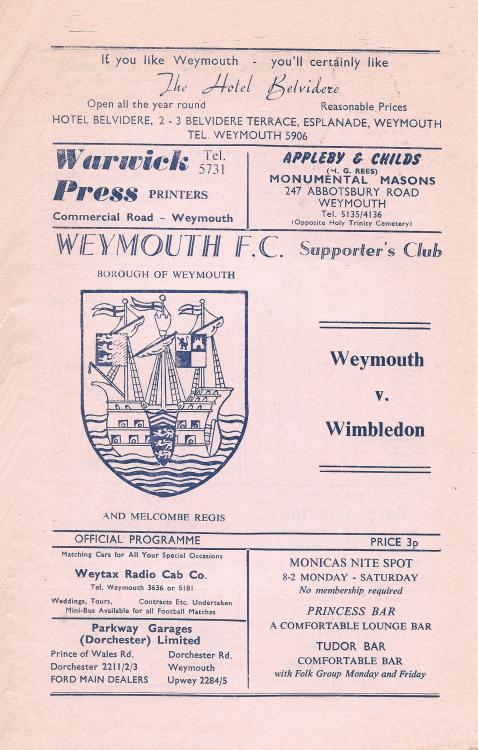 If you like Weymouth - you'll certainly like
The Hotel Belvidere
Open all the year round Reasonable Prices
HOTEL BELVIDERE, 2 - 3 BELVIDERE TERRACE, ESPLANADE, WEYMOUTH
TEL. WEYMOUTH 5906
Warwick Tel. 5731
Press PRINTERS
Commercial Road - Weymouth
APPLEBY & CHILDS
(H. G. REES)
MONUMENTAL MASONS
247 ABBOTSBURY ROAD
WEYMOUTH
Tel. 5135/4136
(Opposite Holy Trinity Cemetery)
WEYMOUTH F.C. Supporter's Club
BOROUGH OF WEYMOUTH
AND MELCOMBE REGIS
Weymouth
v.
Wimbledon
OFFICIAL PROGRAMME PRICE 3p
Matching Cars for All Your Special Occasions
Weytax Radio Cab Co.
Tel. Weymouth 3636 or 5181
Weddings, Tours, Contracts Etc. Undertaken
Mini-Bus Available for all Football Matches
Parkway Garages
(Dorchester) Limited
Prince of Wales Rd. Dorchester Rd.
Dorchester 2211/2/3 Weymouth
FORD MAIN DEALERS Upwey 2284/5
MONICAS NITE SPOT
8-2 MONDAY - SATURDAY
No membership required
PRINCESS BAR
A COMFORTABLE LOUNGE BAR
TUDOR BAR
COMFORTABLE BAR
with Folk Group Monday and Friday